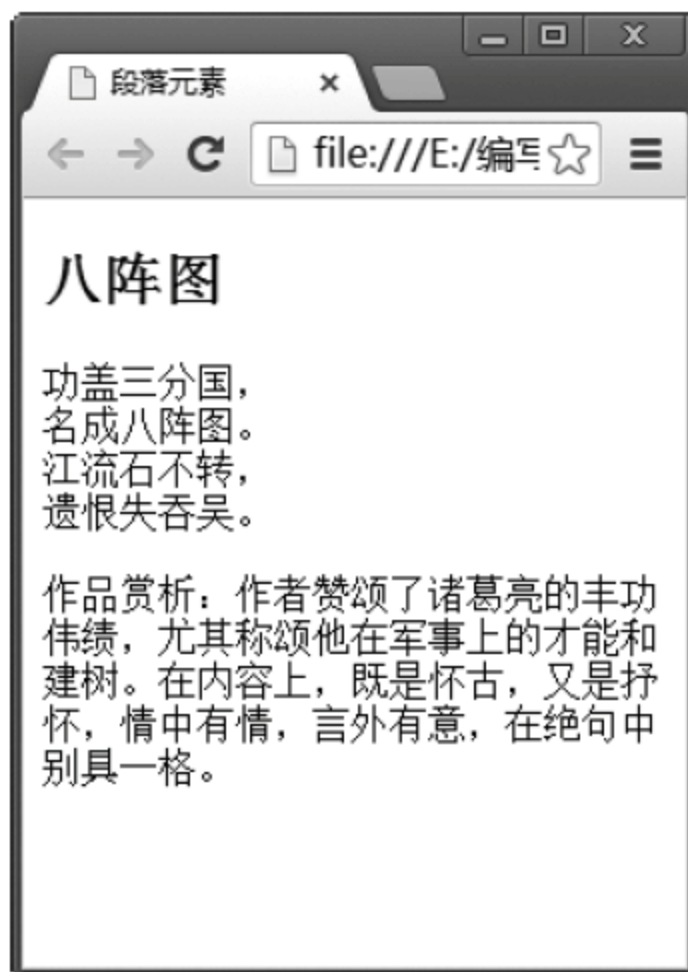 段落元素
file:///E:/编写
八阵图
功盖三分国，
名成八阵图。
江流石不转，
遗恨失吞吴。
作品赏析：作者赞颂了诸葛亮的丰功
伟绩，尤其称颂他在军事上的才能和
建树。在内容上，既是怀古，又是抒
怀，情中有情，言外有意，在绝句中
别具一格。